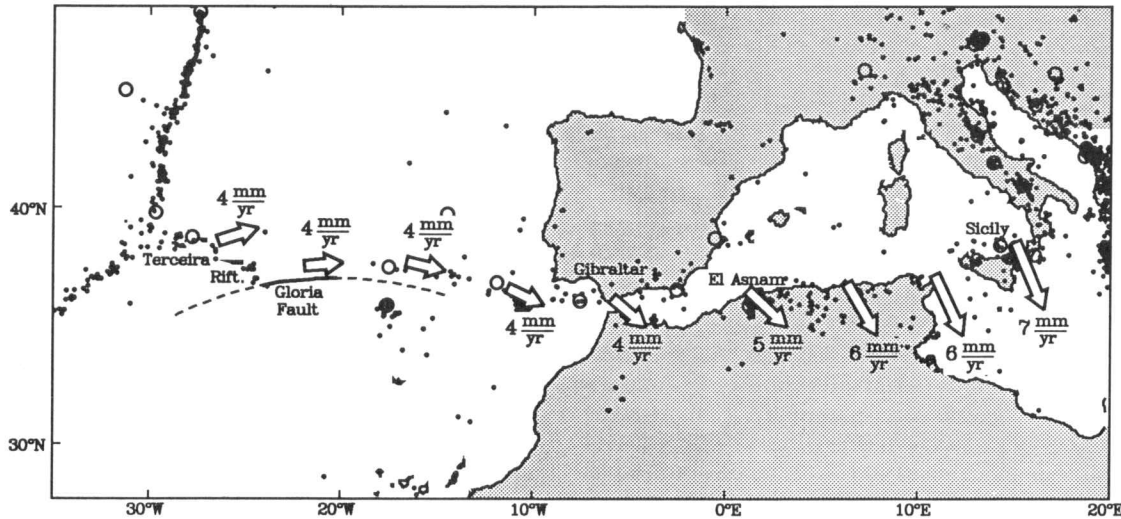 4 mm/yr
4 mm/yr
4 mm/yr
40°N
Terceira
Rift
Gloria
Fault
Gibraltar
El Asnam
Sicily
4 mm/yr
4 mm/yr
5 mm/yr
6 mm/yr
6 mm/yr
7 mm/yr
30°N
30°W
20°W
10°W
0°E
10°E
20°E